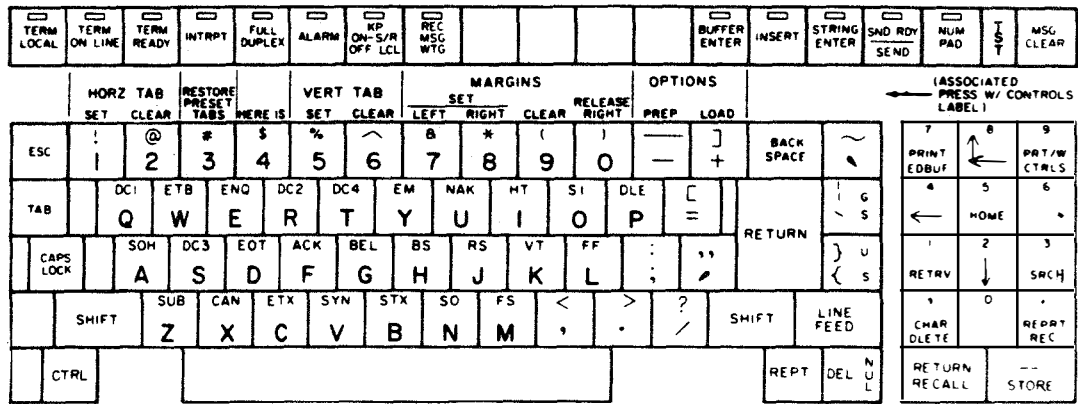 TERM LOCAL TERM ON LINE TERM READY INTRPT FULL DUPLEX ALARM KP ON-S/R OFF LCL REC MSG WTG BUFFER ENTER INSERT STRING ENTER SND RDY SEND NUM PAD TST MSG CLEAR
HORZ TAB RESTORE PRESET TABS HERE IS VERT TAB MARGINS OPTIONS
SET CLEAR SET CLEAR SET LEFT RIGHT CLEAR RELEASE RIGHT PREP LOAD
← (ASSOCIATED PRESS W/ CONTROLS LABEL)
! @ # $ % ^ & * ( ) — ] ~
ESC 1 2 3 4 5 6 7 8 9 0 — + BACK SPACE
DC1 ETB ENQ DC2 DC4 EM NAK HT SI DLE [ ¦ G
TAB Q W E R T Y U I O P = RETURN \ S
SOH DC3 EOT ACK BEL BS RS VT FF : " } U
CAPS LOCK A S D F G H J K L ; { S
SUB CAN ETX SYN STX SO FS < > ?
SHIFT Z X C V B N M , . / SHIFT LINE FEED
CTRL REPT DEL NUL
7 8 9
PRINT EDBUF ↑ ← PRT/W CTRLS
4 5 6
← HOME
1 2 3
RETRV ↓ SRCH
, 0 .
CHAR DLETE REPRT REC
RETURN RECALL -- STORE